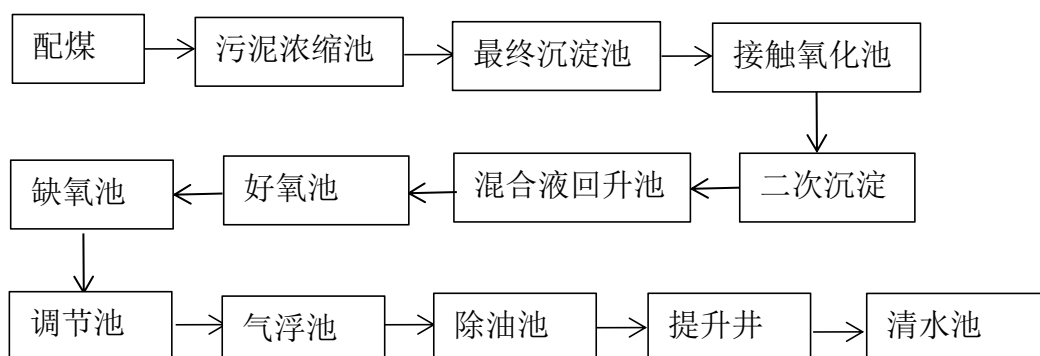 配煤
污泥浓缩池
最终沉淀池
接触氧化池
二次沉淀
混合液回升池
好氧池
缺氧池
调节池
气浮池
除油池
提升井
清水池